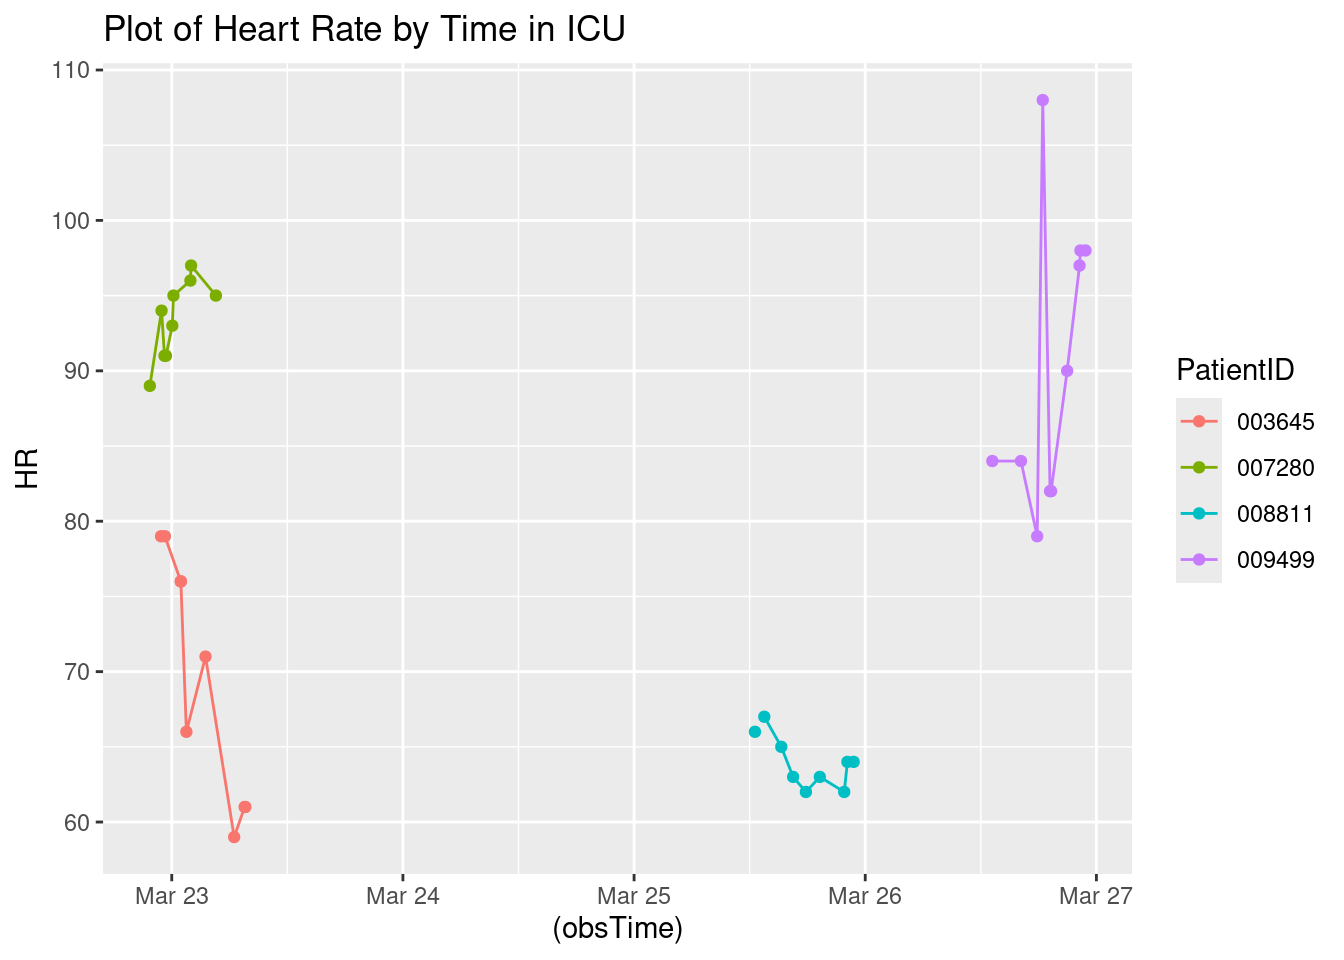 Plot of Heart Rate by Time in ICU
110
100
90
80
70
60
HR
Mar 23
Mar 24
Mar 25
Mar 26
Mar 27
(obsTime)
PatientID
003645
007280
008811
009499